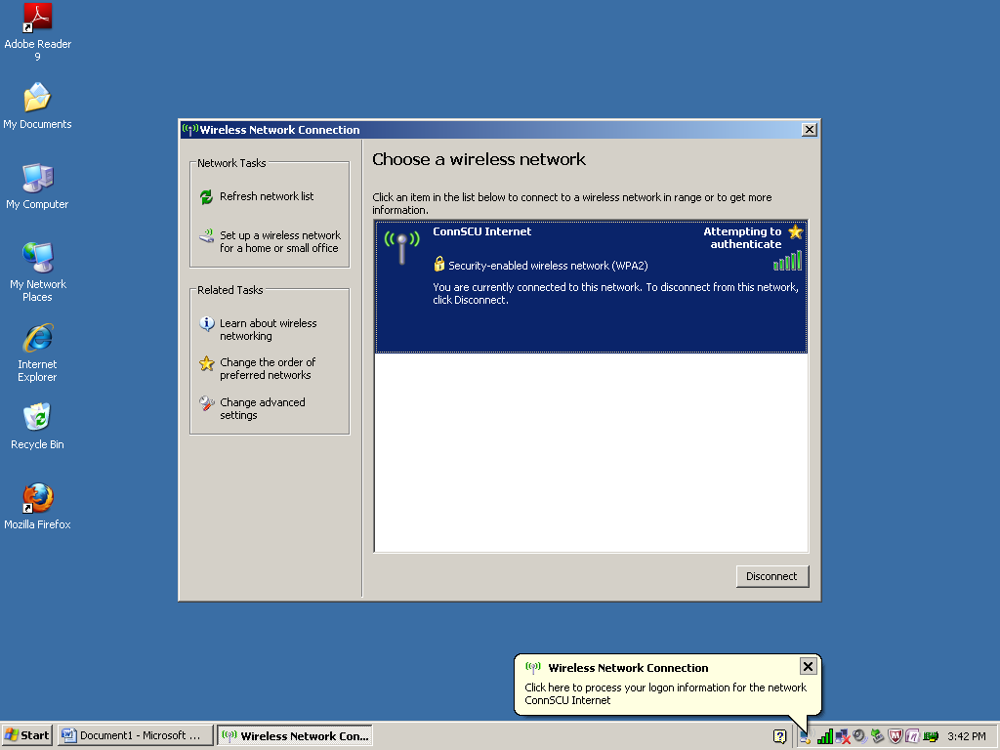 Adobe Reader
9
My Documents
My Computer
My Network
Places
Internet
Explorer
Recycle Bin
Mozilla Firefox
Wireless Network Connection
Network Tasks
Refresh network list
Set up a wireless network
for a home or small office
Related Tasks
Learn about wireless
networking
Change the order of
preferred networks
Change advanced
settings
Choose a wireless network
Click an item in the list below to connect to a wireless network in range or to get more
information.
ConnSCU Internet
Attempting to
authenticate
Security-enabled wireless network (WPA2)
You are currently connected to this network. To disconnect from this network,
click Disconnect.
Disconnect
Wireless Network Connection
Click here to process your logon information for the network
ConnSCU Internet
Start
Document1 - Microsoft ...
Wireless Network Con...
3:42 PM